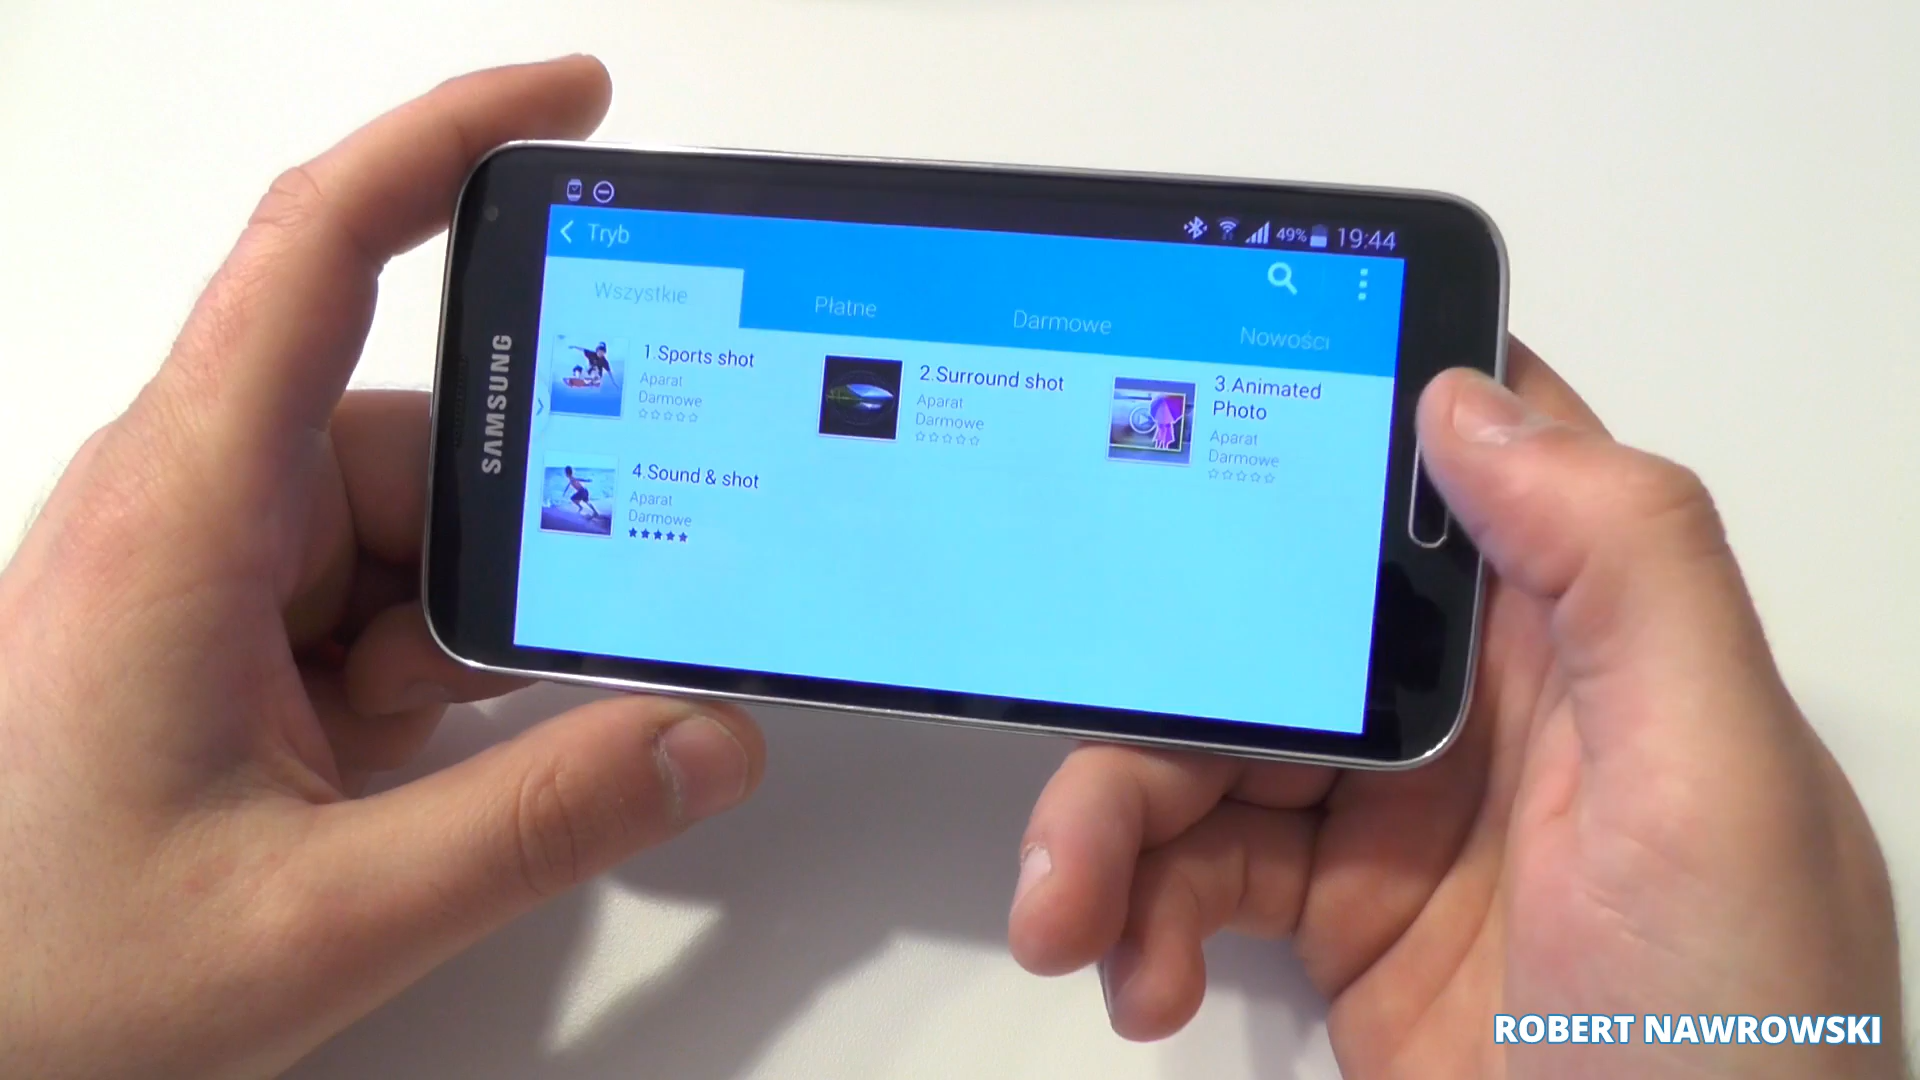 49% 19:44
Tryb
Wszystkie Płatne Darmowe Nowości
1.Sports shot
Aparat
Darmowe
2.Surround shot
Aparat
Darmowe
3.Animated
Photo
Aparat
Darmowe
4.Sound & shot
Aparat
Darmowe
SAMSUNG
ROBERT NAWROWSKI